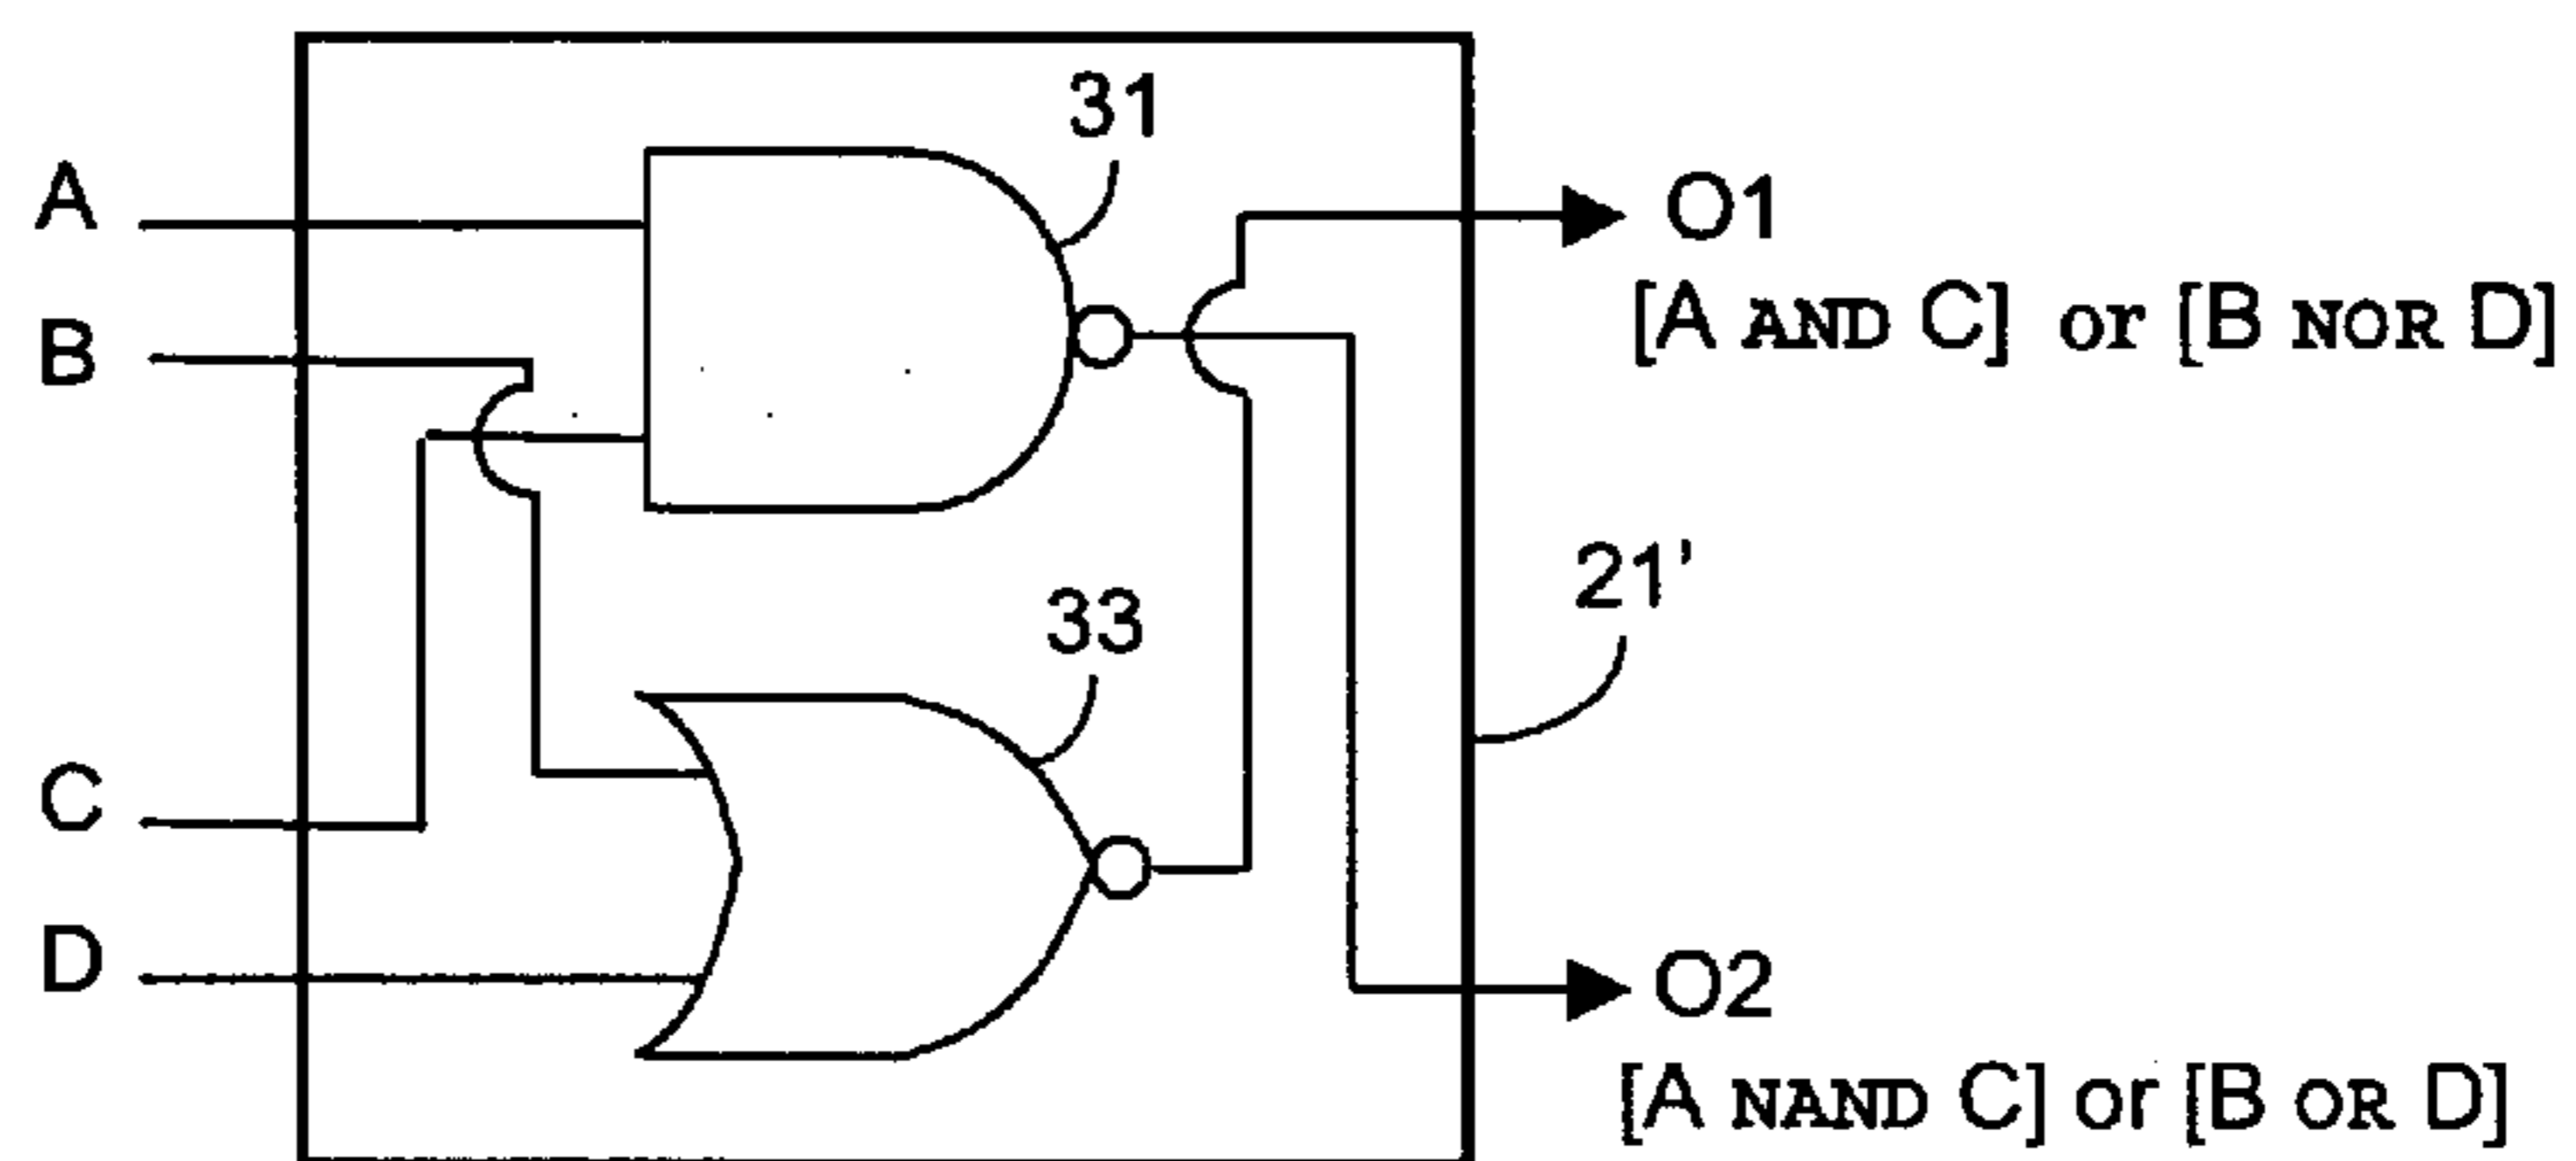 31
A
O1
[A AND C] or [B NOR D]
B
21'
33
C
D
O2
[A NAND C] or [B OR D]